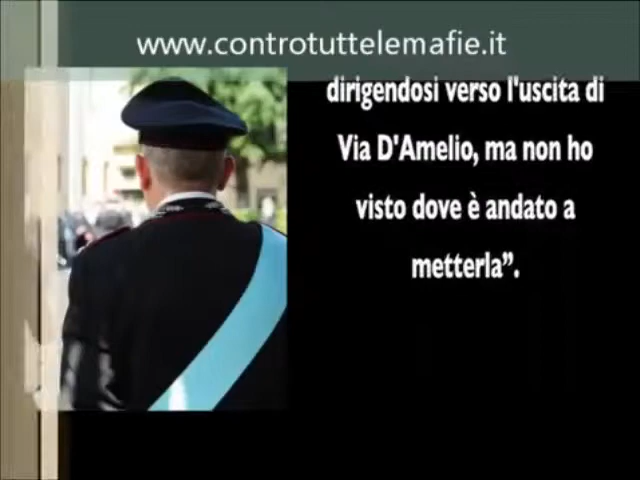 www.controtuttelemafie.it
dirigendosi verso l'uscita di
Via D'Amelio, ma non ho
visto dove è andato a
metterla”.